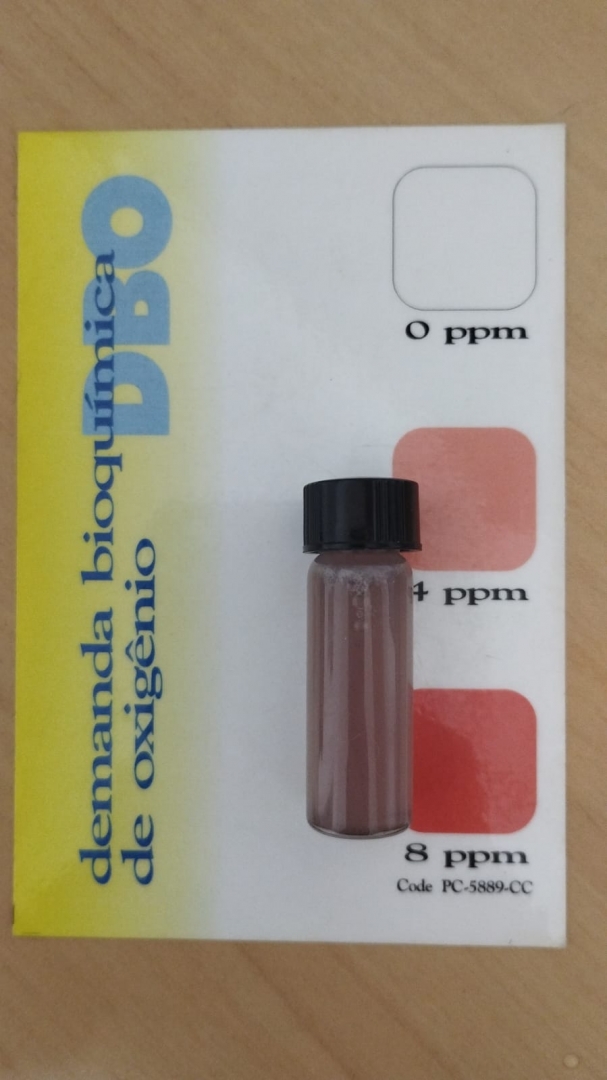 DBO
demanda bioquímica
de oxigênio
0 ppm
4 ppm
8 ppm
Code PC-5889-CC